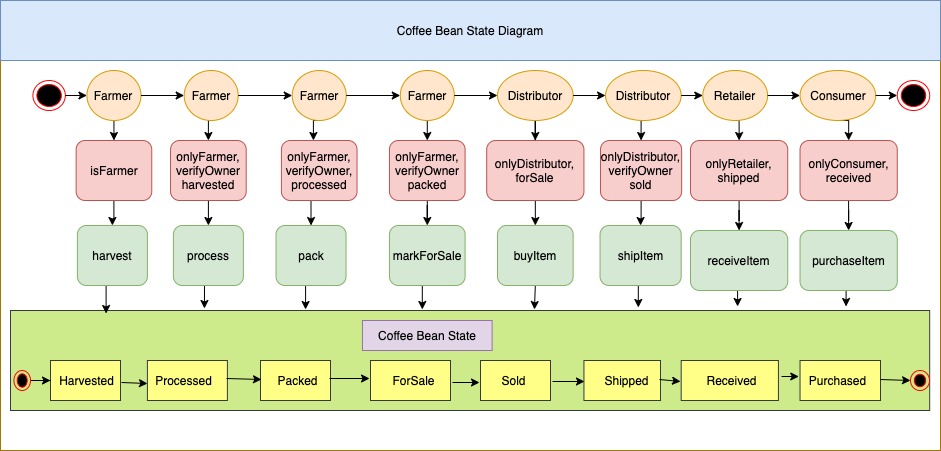 Coffee Bean State Diagram
Farmer
Farmer
Farmer
Farmer
Distributor
Distributor
Retailer
Consumer
isFarmer
onlyFarmer,
verifyOwner
harvested
onlyFarmer,
verifyOwner,
processed
onlyFarmer,
verifyOwner
packed
onlyDistributor,
forSale
onlyDistributor,
verifyOwner
sold
onlyRetailer,
shipped
onlyConsumer,
received
harvest
process
pack
markForSale
buyItem
shipItem
receiveItem
purchaseItem
Coffee Bean State
Harvested
Processed
Packed
ForSale
Sold
Shipped
Received
Purchased